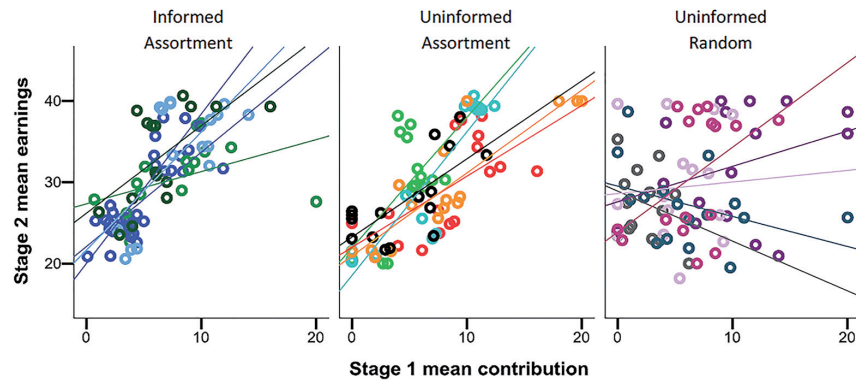 Informed
Assortment
Uninformed
Assortment
Uninformed
Random
Stage 2 mean earnings
40
30
20
0
10
20
0
10
20
0
10
20
Stage 1 mean contribution